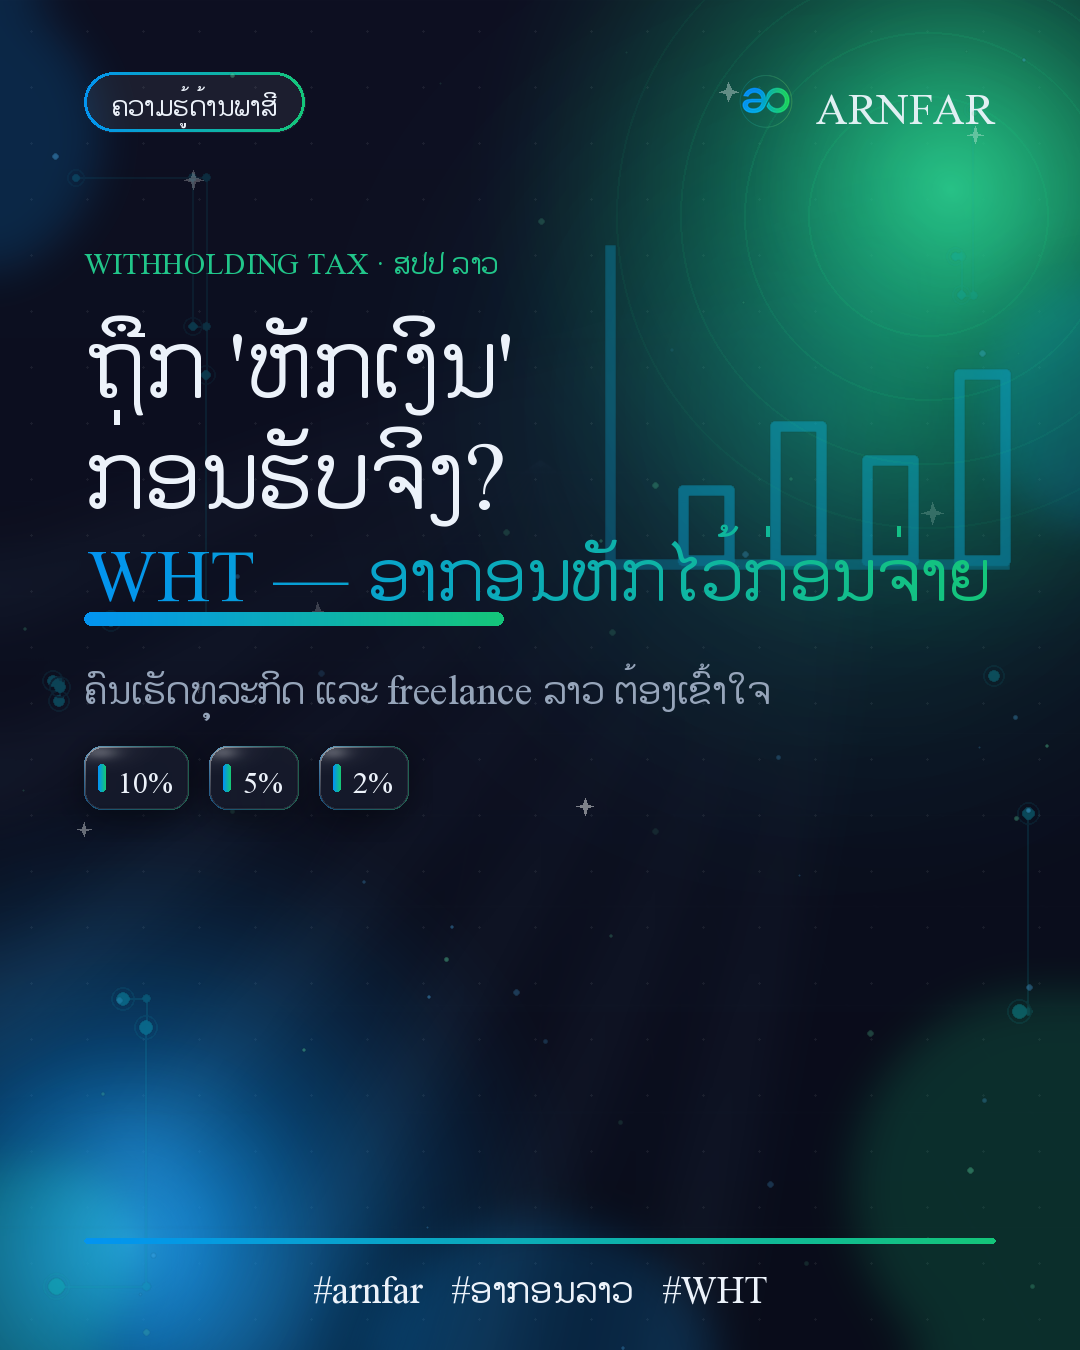 ຄວາມຮູ້ດ້ານພາສີ
ARNFAR
WITHHOLDING TAX · ສປປ ລາວ
ຖືກ 'ຫັກເງິນ'
ກ່ອນຮັບຈິງ?
WHT — ອາກອນຫັກໄວ້ກ່ອນຈ່າຍ
ຄົນເຮັດທຸລະກິດ ແລະ freelance ລາວ ຕ້ອງເຂົ້າໃຈ
10% 5% 2%
#arnfar #ອາກອນລາວ #WHT